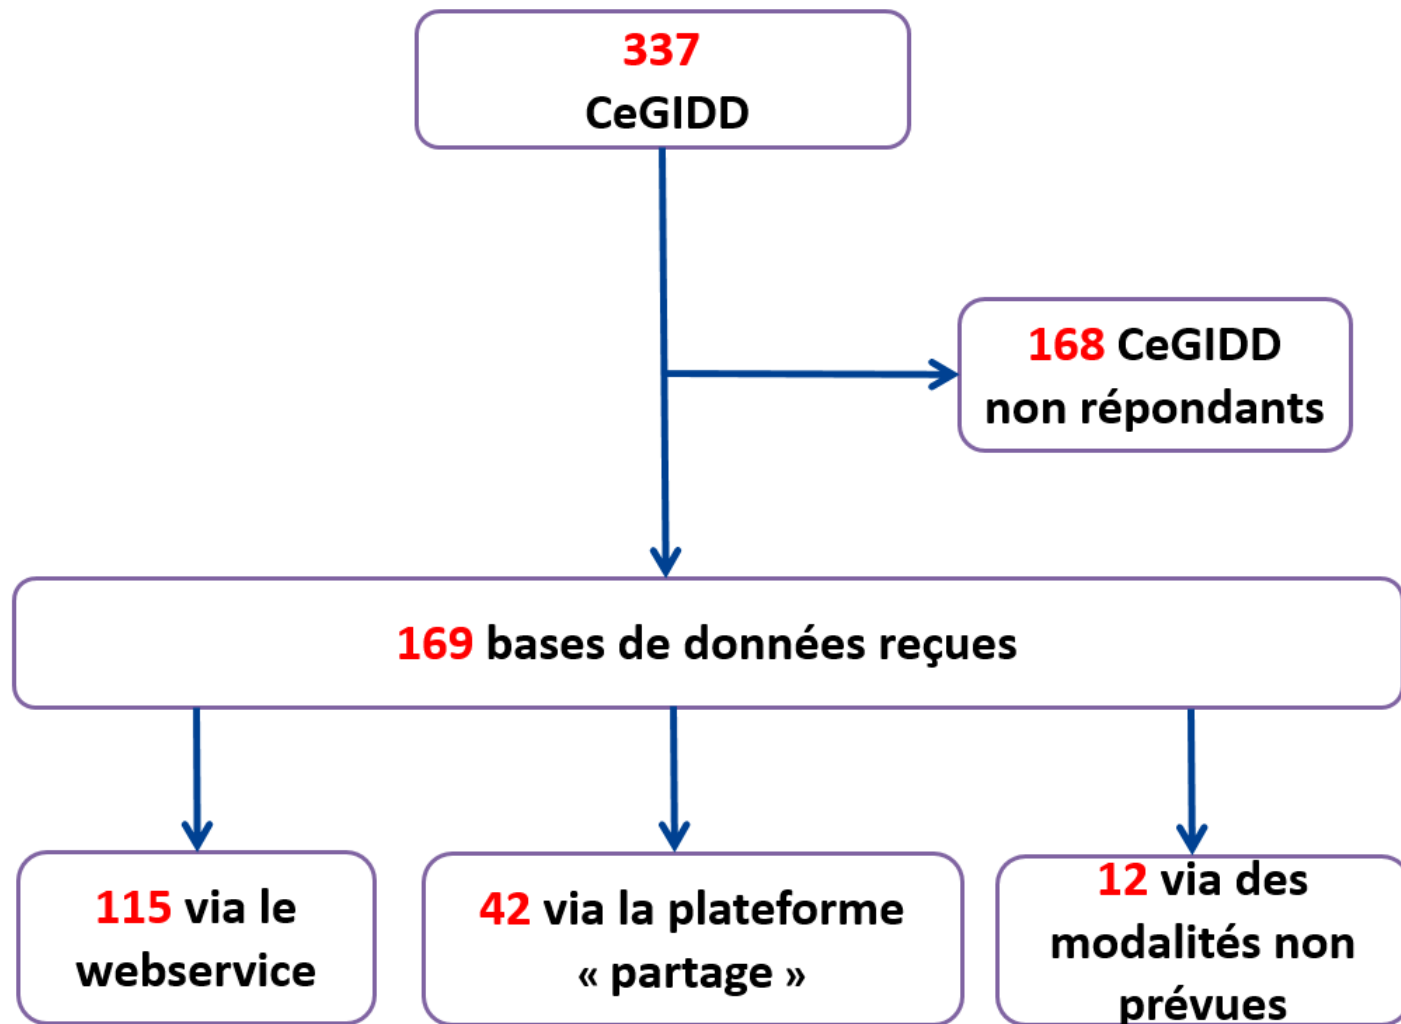 337
CeGIDD
168 CeGIDD
non répondants
169 bases de données reçues
115 via le
webservice
42 via la plateforme
« partage »
12 via des
modalités non
prévues